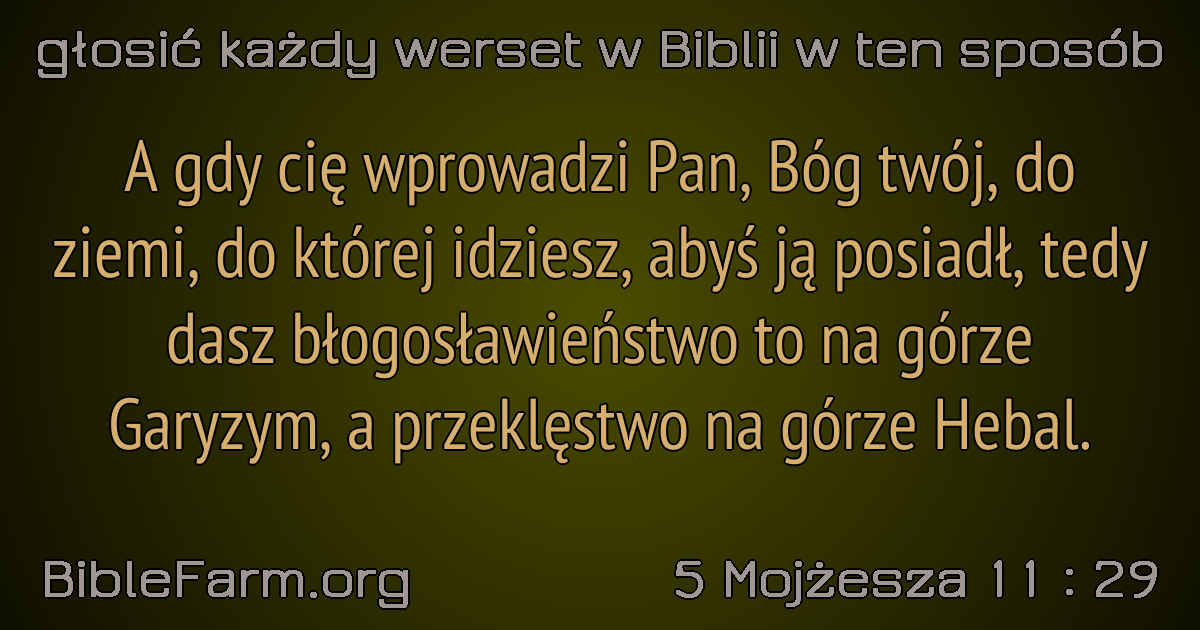 głosić każdy werset w Biblii w ten sposób
A gdy cię wprowadzi Pan, Bóg twój, do
ziemi, do której idziesz, abyś ją posiadł, tedy
dasz błogosławieństwo to na górze
Garyzym, a przeklęstwo na górze Hebal.
BibleFarm.org
5 Mojżesza 11 : 29